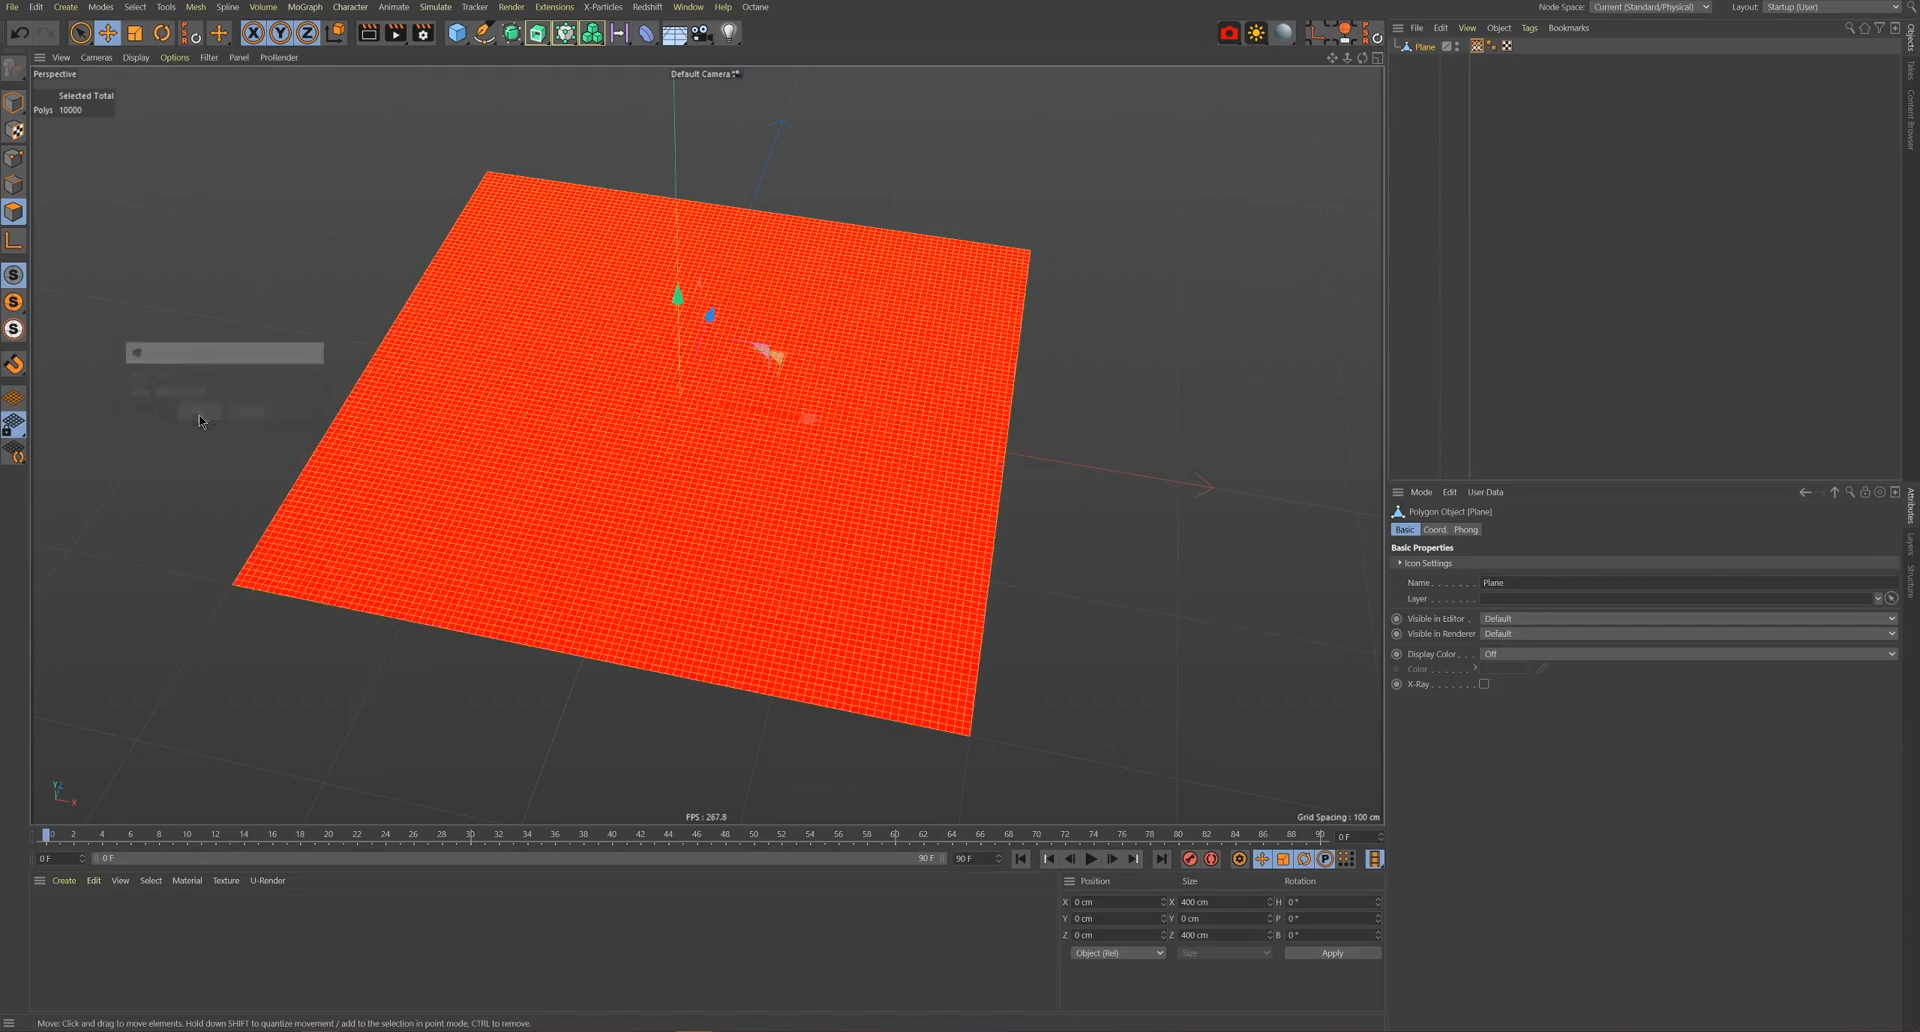 File Edit Create Modes Select Tools Mesh Spline Volume MoGraph Character Animate Simulate Tracker Render Extensions X-Particles Redshift Window Help Octane
Node Space: Current (Standard/Physical) Layout: Startup (User)
X Y Z
PSR
PSR
View Cameras Display Options Filter Panel ProRender
File Edit View Object Tags Bookmarks
Plane
Perspective
Default Camera
Selected Total
Polys 10000
S
S
S
Objects
Takes
Content Browser
Mode Edit User Data
Polygon Object [Plane]
Basic Coord. Phong
Basic Properties
Icon Settings
Name Plane
Layer
Visible in Editor Default
Visible in Renderer Default
Display Color Off
Color
X-Ray
Attributes
Layers
Structure
Y Z
X
FPS : 267.8
Grid Spacing : 100 cm
0 2 4 6 8 10 12 14 16 18 20 22 24 26 28 30 32 34 36 38 40 42 44 46 48 50 52 54 56 58 60 62 64 66 68 70 72 74 76 78 80 82 84 86 88 90 0 F
0 F 0 F 90 F 90 F P
Create Edit View Select Material Texture U-Render
Position Size Rotation
X 0 cm X 400 cm H 0 °
Y 0 cm Y 0 cm P 0 °
Z 0 cm Z 400 cm B 0 °
Object (Rel) Size Apply
Move: Click and drag to move elements. Hold down SHIFT to quantize movement / add to the selection in point mode, CTRL to remove.